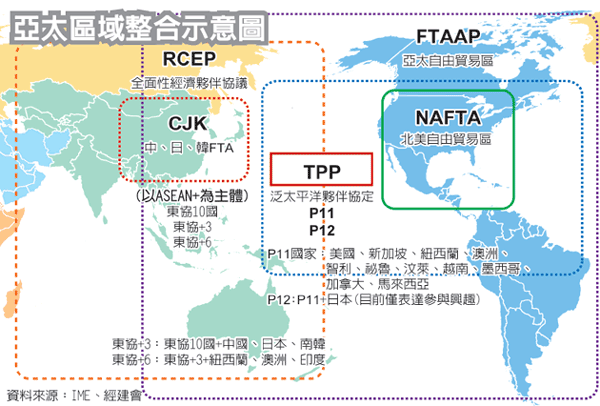 亞太區域整合示意圖
RCEP
全面性經濟夥伴協議
FTAAP
亞太自由貿易區
CJK
中、日、韓FTA
NAFTA
北美自由貿易區
TPP
泛太平洋夥伴協定
P11
P12
(以ASEAN+為主體)
東協10國
東協+3
東協+6
P11國家：美國、新加坡、紐西蘭、澳洲、
智利、祕魯、汶萊、越南、墨西哥、
加拿大、馬來西亞
P12：P11+日本(目前僅表達參與興趣)
東協+3：東協10國+中國、日本、南韓
東協+6：東協+3+紐西蘭、澳洲、印度
資料來源：IME、經建會